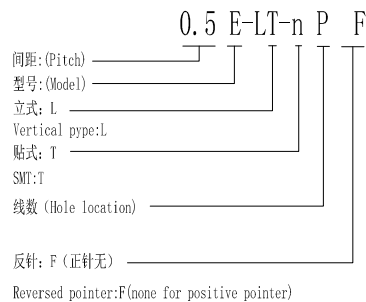 0.5 E-LT-n P F
间距:(Pitch)
型号:(Model)
立式: L
Vertical pype:L
贴式: T
SMT:T
线数 (Hole location)
反针: F (正针无)
Reversed pointer:F(none for positive pointer)